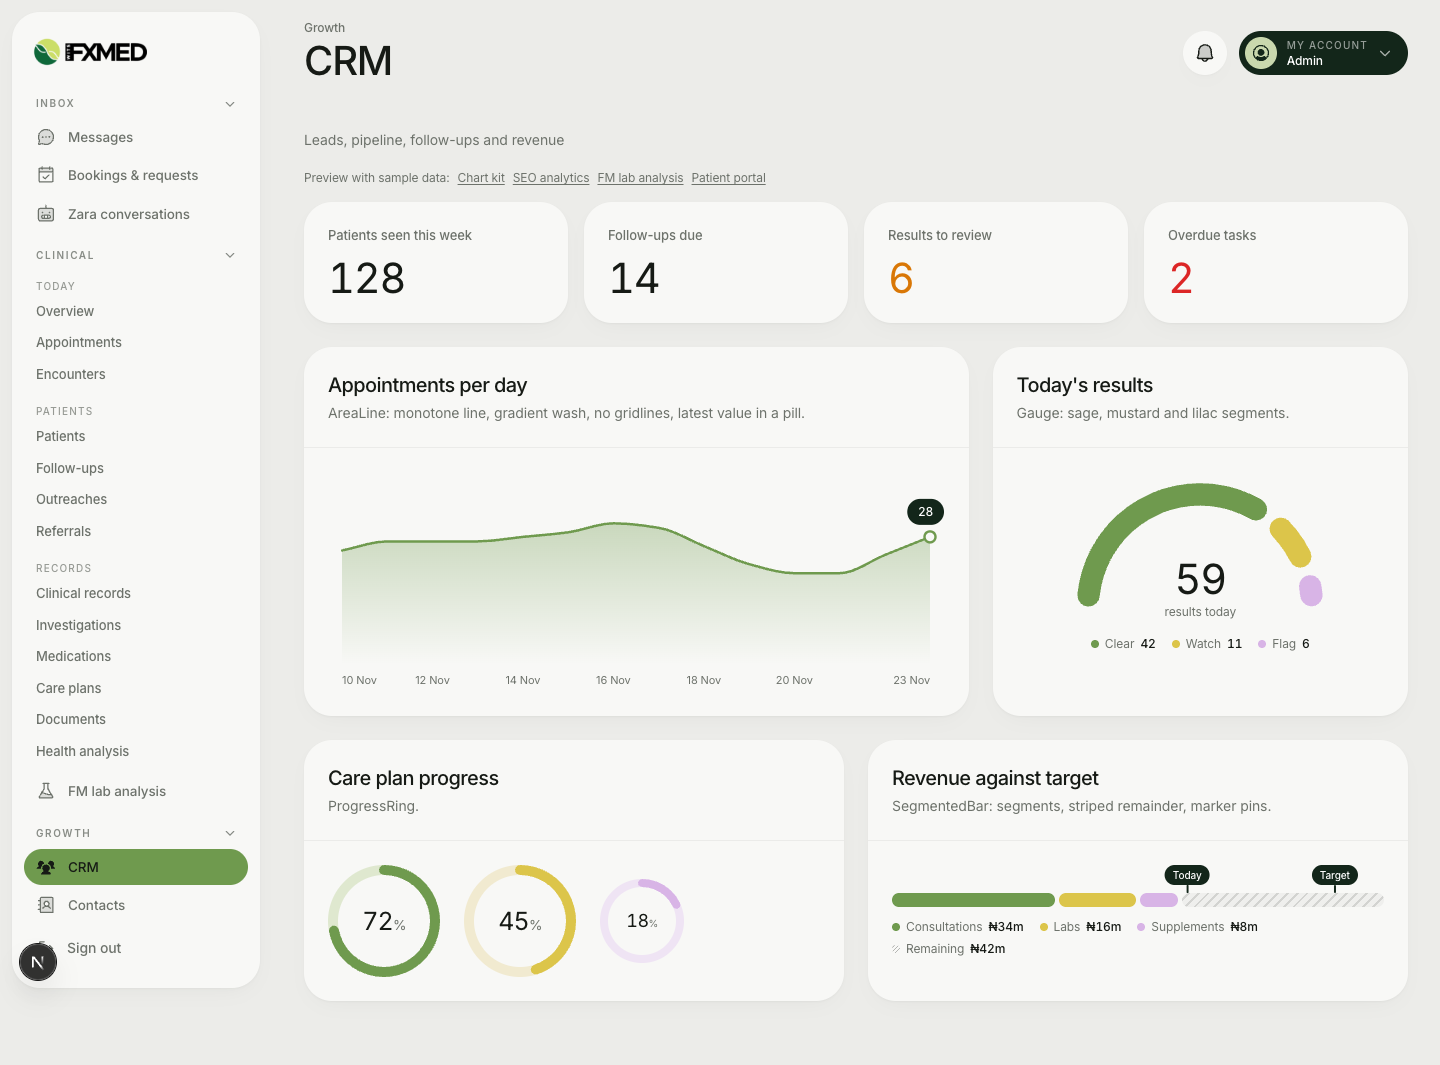 FXMED
INBOX
Messages
Bookings & requests
Zara conversations
CLINICAL
TODAY
Overview
Appointments
Encounters
PATIENTS
Patients
Follow-ups
Outreaches
Referrals
RECORDS
Clinical records
Investigations
Medications
Care plans
Documents
Health analysis
FM lab analysis
GROWTH
CRM
Contacts
Sign out
N
Growth
CRM
MY ACCOUNT
Admin
Leads, pipeline, follow-ups and revenue
Preview with sample data: Chart kit SEO analytics FM lab analysis Patient portal
Patients seen this week
128
Follow-ups due
14
Results to review
6
Overdue tasks
2
Appointments per day
AreaLine: monotone line, gradient wash, no gridlines, latest value in a pill.
28
10 Nov 12 Nov 14 Nov 16 Nov 18 Nov 20 Nov 23 Nov
Today's results
Gauge: sage, mustard and lilac segments.
59
results today
Clear 42 Watch 11 Flag 6
Care plan progress
ProgressRing.
72% 45% 18%
Revenue against target
SegmentedBar: segments, striped remainder, marker pins.
Today Target
Consultations ₦34m Labs ₦16m Supplements ₦8m
Remaining ₦42m